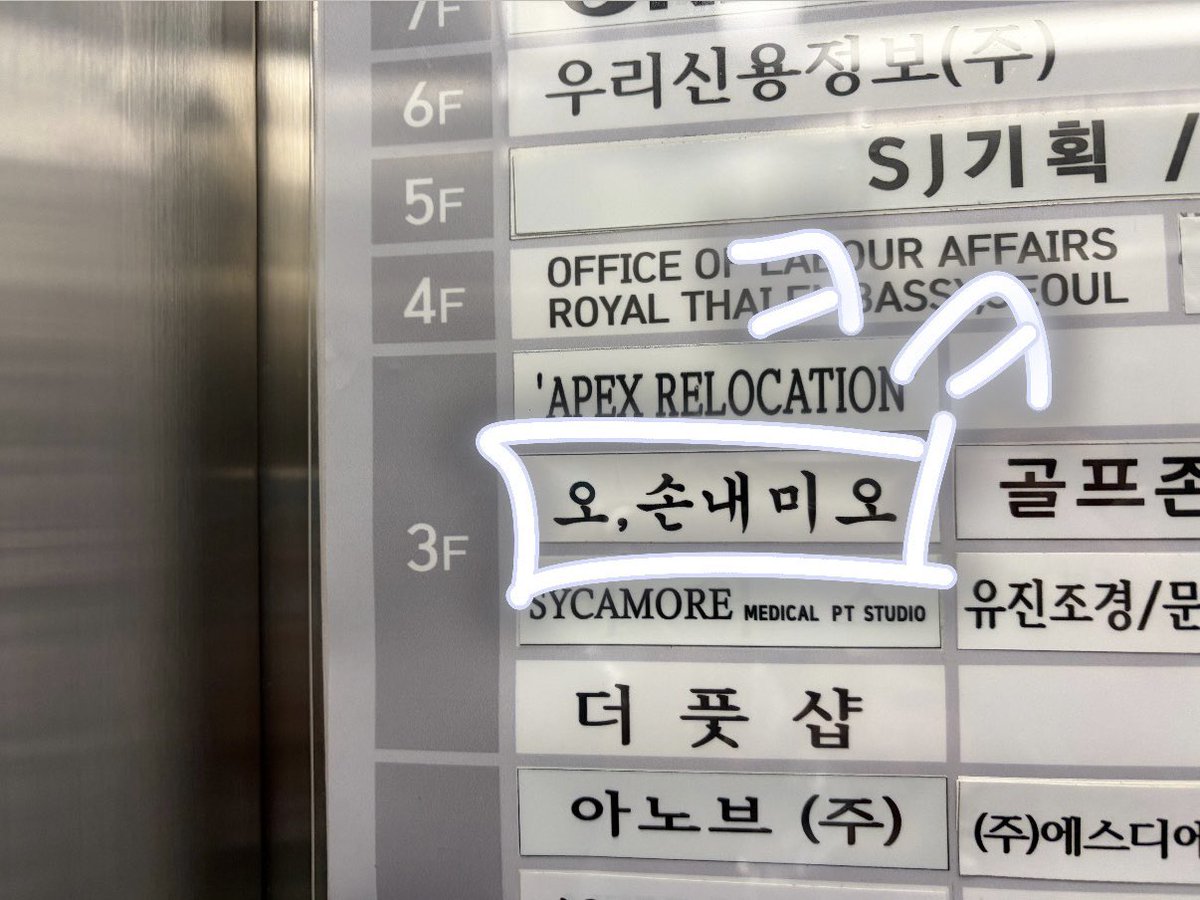 7F
6F 우리신용정보(주)
5F SJ기획 /
4F OFFICE OF LABOUR AFFAIRS
ROYAL THAI EMBASSY, SEOUL
ㅋㅋ
'APEX RELOCATION
3F 오,손내미오 골프존
SYCAMORE MEDICAL PT STUDIO 유진조경/문
더 풋 샵
아노브 (주) (주)에스디에